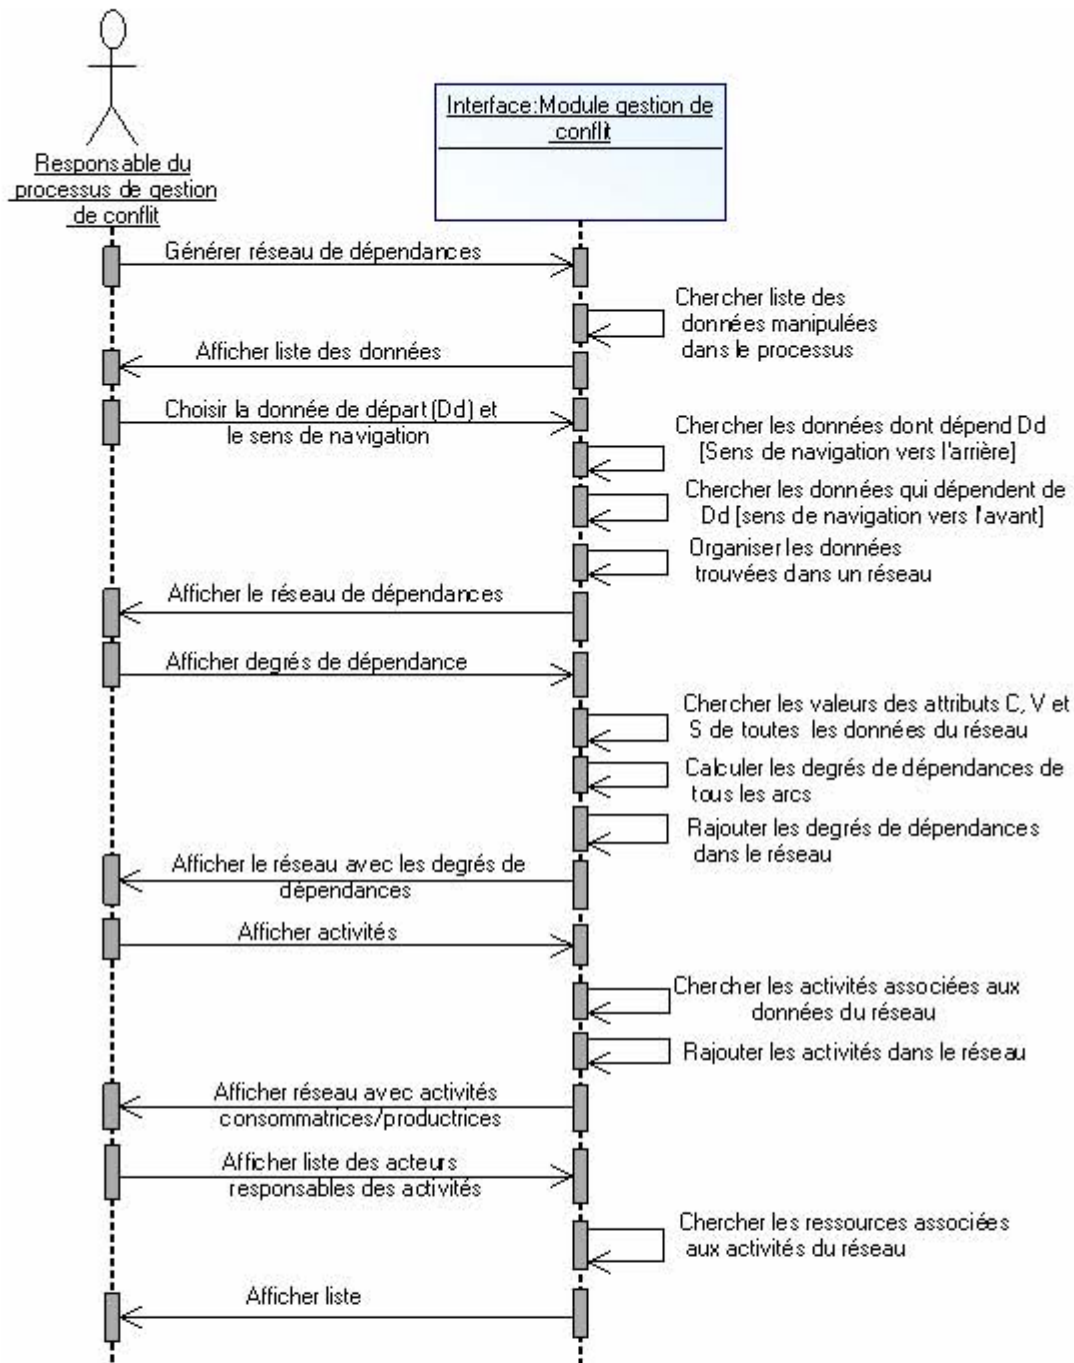 Interface:Module gestion de
conflit
Responsable du
processus de gestion
de conflit
Générer réseau de dépendances
Chercher liste des
données manipulées
dans le processus
Afficher liste des données
Choisir la donnée de départ (Dd) et
le sens de navigation
Chercher les données dont dépend Dd
[Sens de navigation vers l'arrière]
Chercher les données qui dépendent de
Dd [sens de navigation vers l'avant]
Organiser les données
trouvées dans un réseau
Afficher le réseau de dépendances
Afficher degrés de dépendance
Chercher les valeurs des attributs C, V et
S de toutes les données du réseau
Calculer les degrés de dépendances de
tous les arcs
Rajouter les degrés de dépendances
dans le réseau
Afficher le réseau avec les degrés de
dépendances
Afficher activités
Chercher les activités associées aux
données du réseau
Rajouter les activités dans le réseau
Afficher réseau avec activités
consommatrices/productrices
Afficher liste des acteurs
responsables des activités
Chercher les ressources associées
aux activités du réseau
Afficher liste